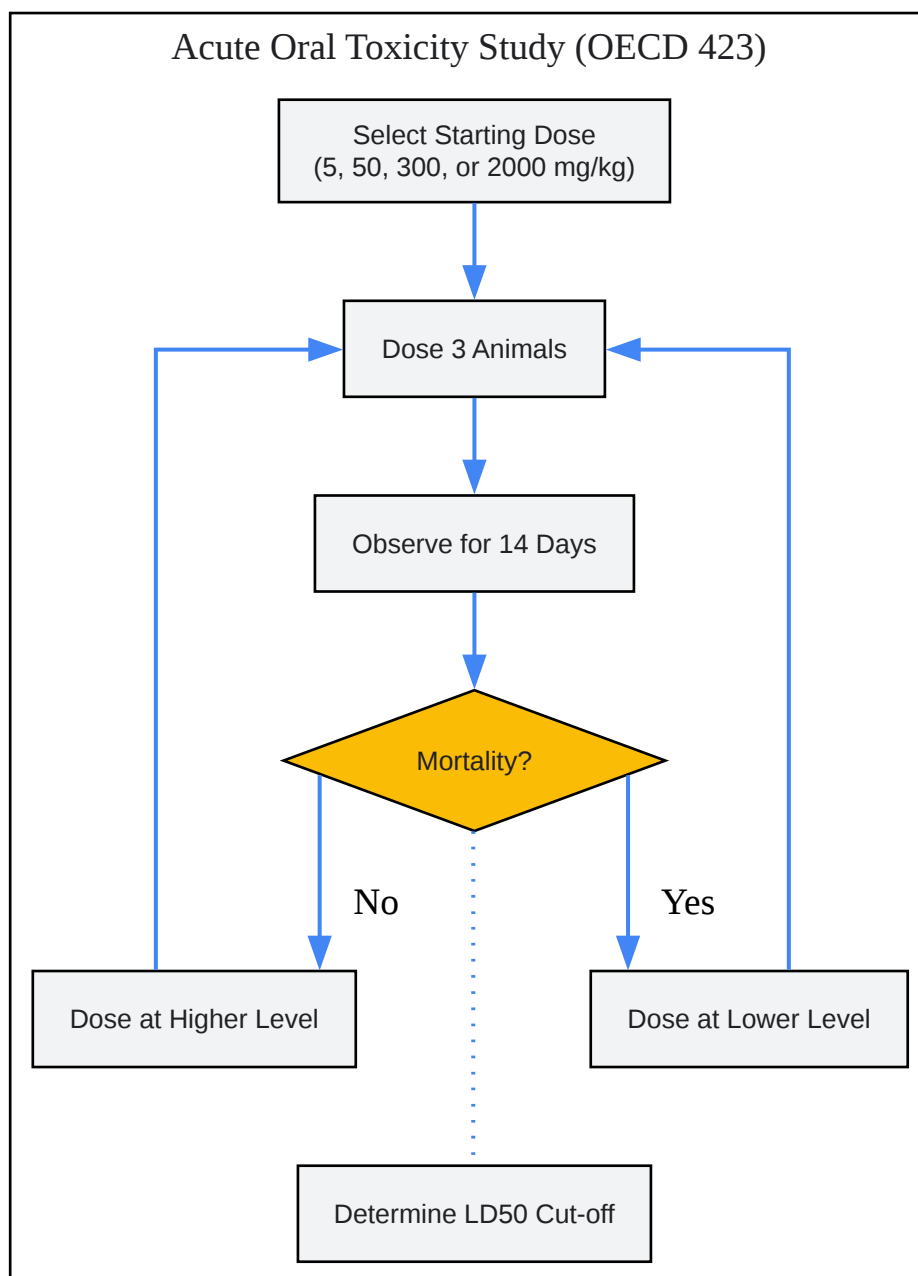 Acute Oral Toxicity Study (OECD 423)
Select Starting Dose
(5, 50, 300, or 2000 mg/kg)
Dose 3 Animals
Observe for 14 Days
Mortality?
No
Yes
Dose at Higher Level
Dose at Lower Level
Determine LD50 Cut-off